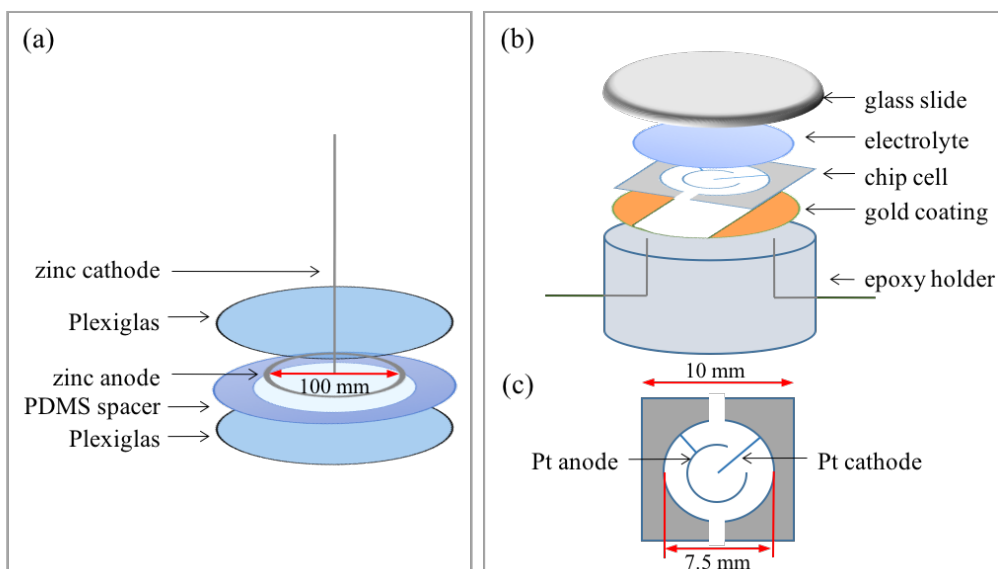 (a)
zinc cathode
Plexiglas
zinc anode
100 mm
PDMS spacer
Plexiglas
(b)
glass slide
electrolyte
chip cell
gold coating
epoxy holder
(c)
10 mm
Pt anode
Pt cathode
7.5 mm